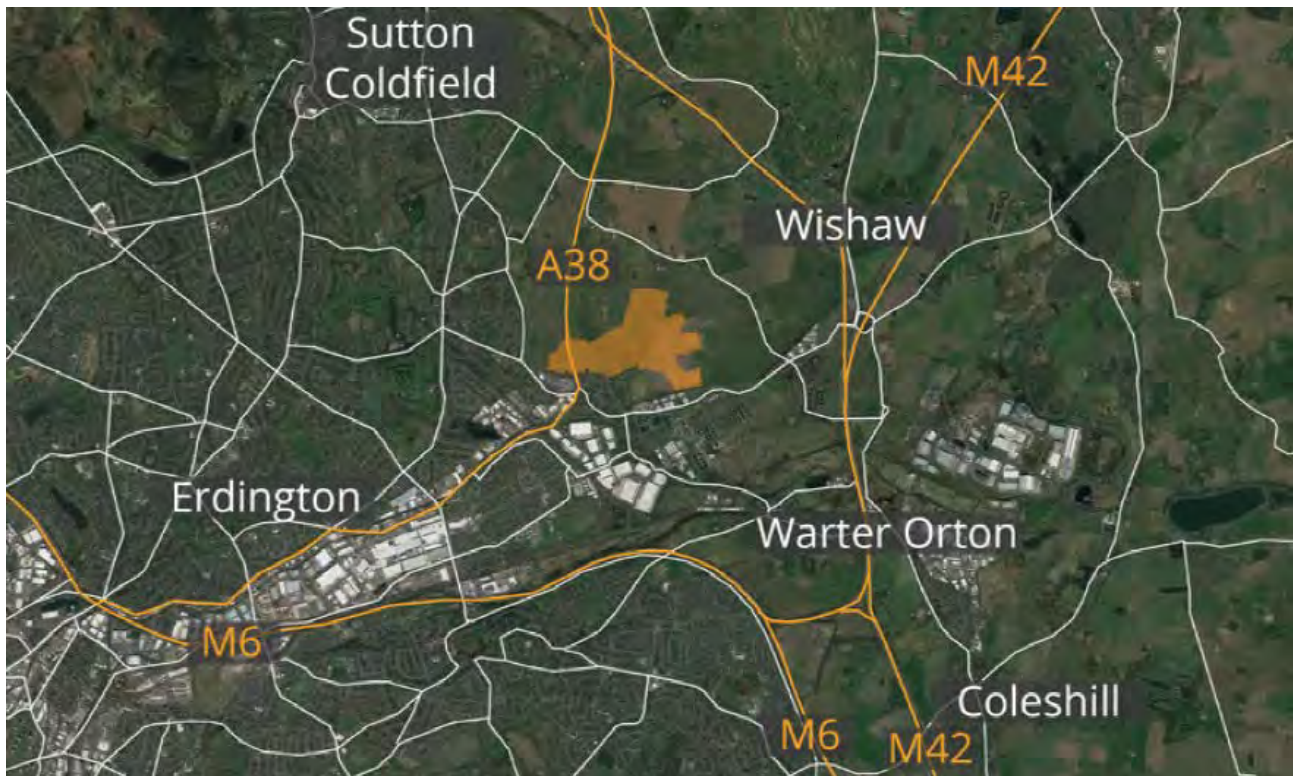 Sutton
Coldfield
M42
Wishaw
A38
Erdington
Warter Orton
M6
Coleshill
M6
M42